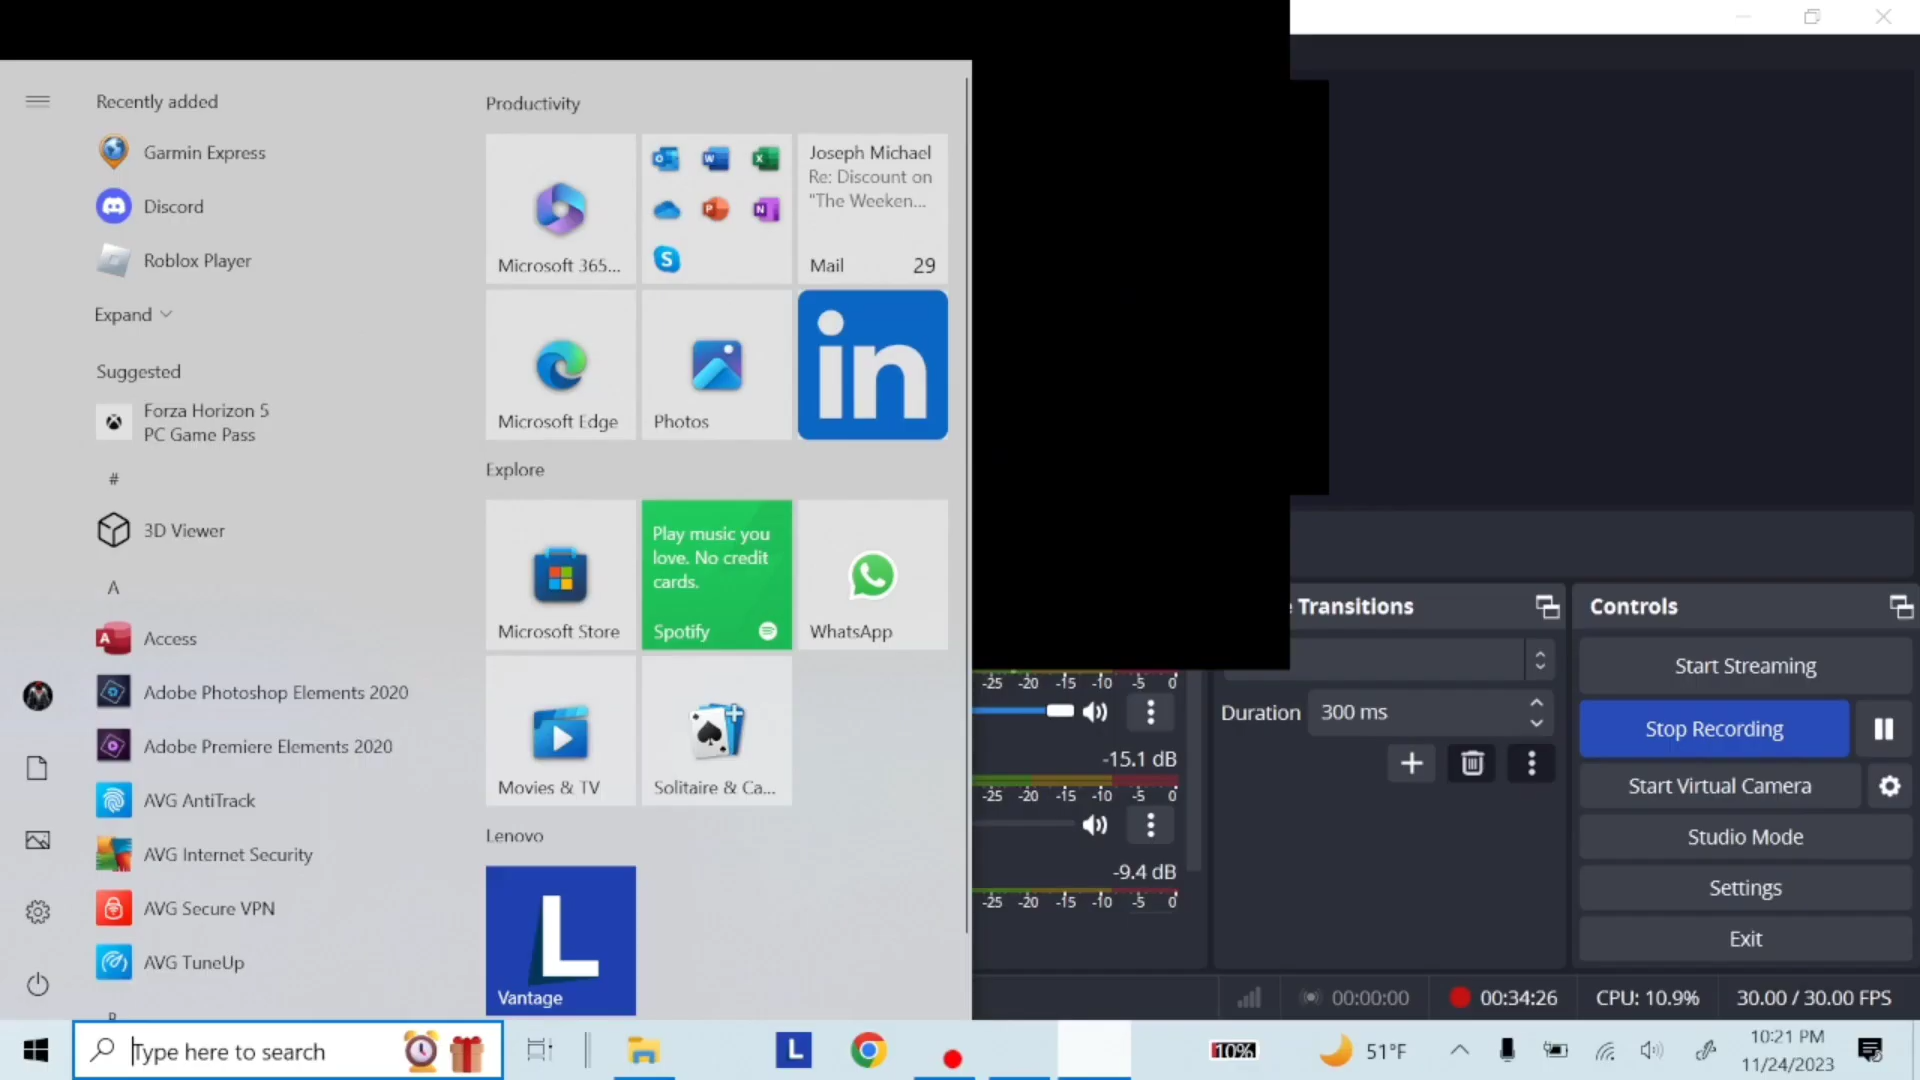 Recently added
Garmin Express
Discord
Roblox Player
Expand
Suggested
Forza Horizon 5
PC Game Pass
#
3D Viewer
A
Access
Adobe Photoshop Elements 2020
Adobe Premiere Elements 2020
AVG AntiTrack
AVG Internet Security
AVG Secure VPN
AVG TuneUp
Productivity
Microsoft 365...
Joseph Michael
Re: Discount on
"The Weeken...
Mail 29
Microsoft Edge
Photos
in
Explore
Microsoft Store
Play music you
love. No credit
cards.
Spotify
WhatsApp
Movies & TV
Solitaire & Ca...
Lenovo
L
Vantage
-25 -20 -15 -10 -5 0
-15.1 dB
-25 -20 -15 -10 -5 0
-9.4 dB
-25 -20 -15 -10 -5 0
Transitions
Duration 300 ms
Controls
Start Streaming
Stop Recording
Start Virtual Camera
Studio Mode
Settings
Exit
00:00:00
00:34:26
CPU: 10.9%
30.00 / 30.00 FPS
Type here to search
L
10%
51°F
10:21 PM
11/24/2023